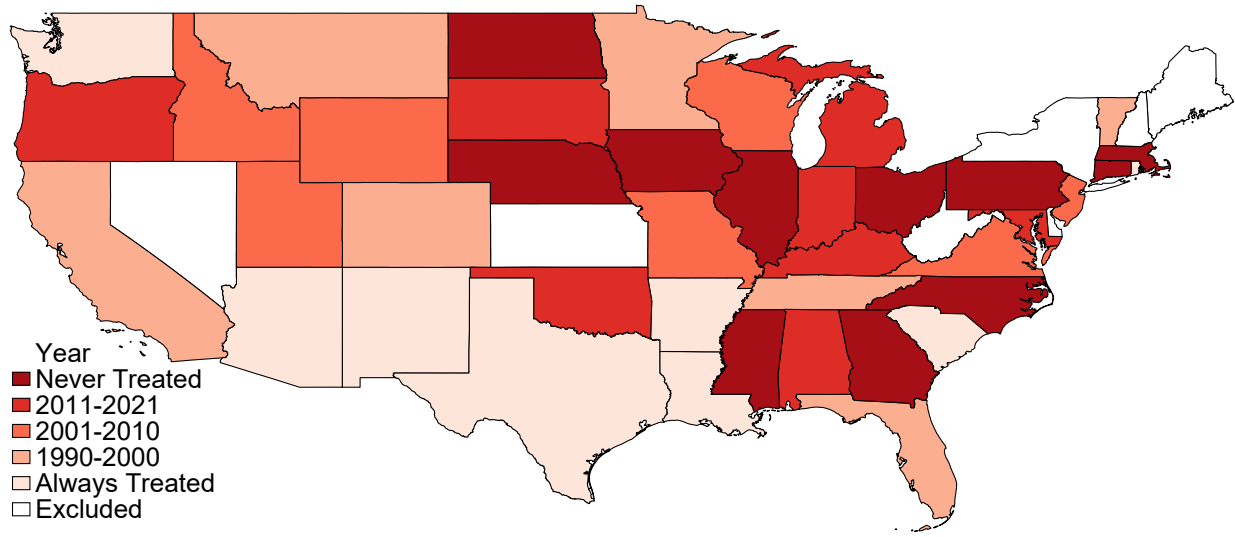 Year
Never Treated
2011-2021
2001-2010
1990-2000
Always Treated
Excluded